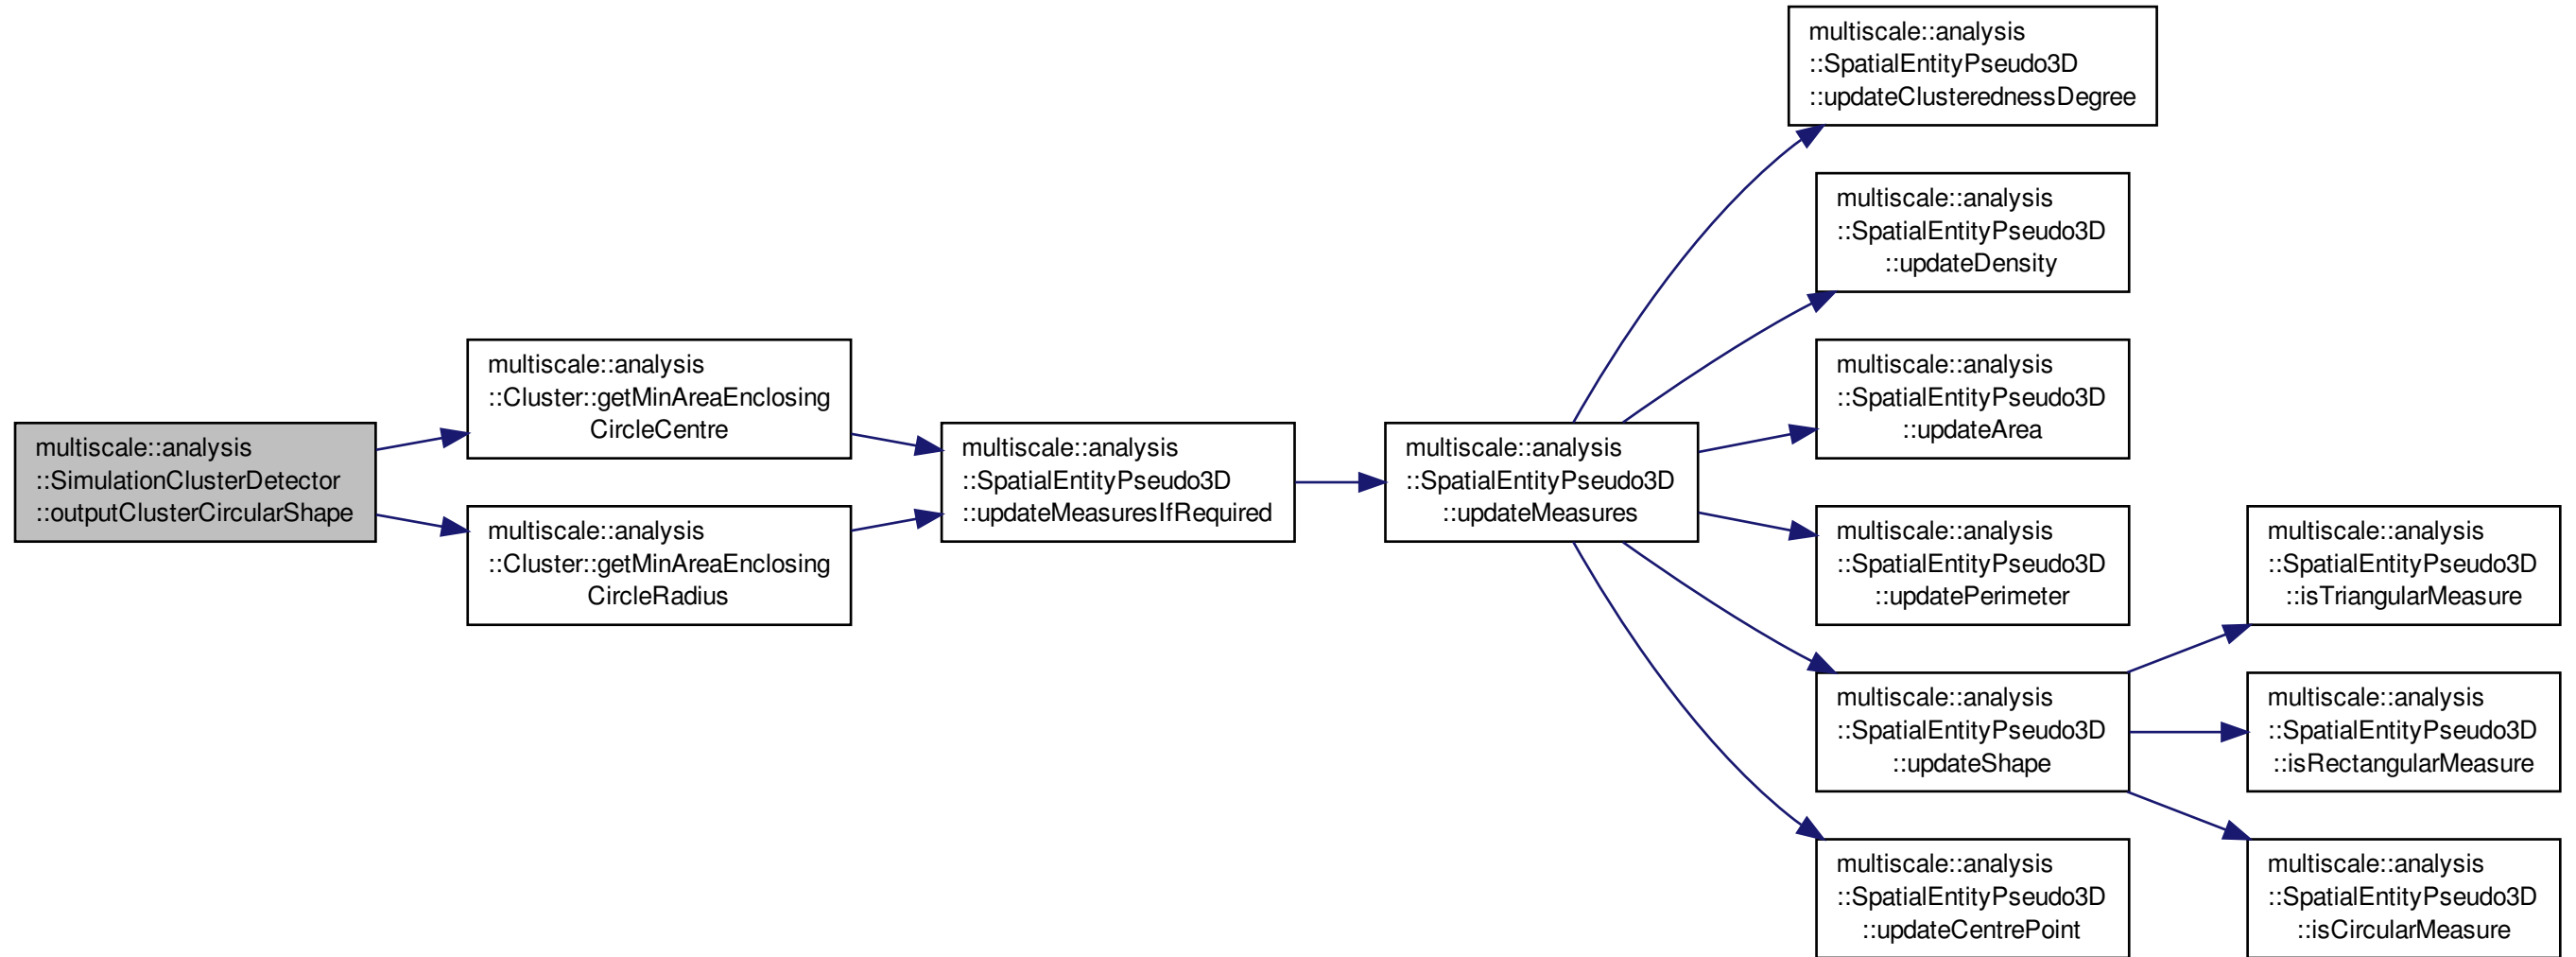 multiscale::analysis
::SimulationClusterDetector
::outputClusterCircularShape
multiscale::analysis
::Cluster::getMinAreaEnclosing
CircleCentre
multiscale::analysis
::Cluster::getMinAreaEnclosing
CircleRadius
multiscale::analysis
::SpatialEntityPseudo3D
::updateMeasuresIfRequired
multiscale::analysis
::SpatialEntityPseudo3D
::updateMeasures
multiscale::analysis
::SpatialEntityPseudo3D
::updateClusterednessDegree
multiscale::analysis
::SpatialEntityPseudo3D
::updateDensity
multiscale::analysis
::SpatialEntityPseudo3D
::updateArea
multiscale::analysis
::SpatialEntityPseudo3D
::updatePerimeter
multiscale::analysis
::SpatialEntityPseudo3D
::updateShape
multiscale::analysis
::SpatialEntityPseudo3D
::updateCentrePoint
multiscale::analysis
::SpatialEntityPseudo3D
::isTriangularMeasure
multiscale::analysis
::SpatialEntityPseudo3D
::isRectangularMeasure
multiscale::analysis
::SpatialEntityPseudo3D
::isCircularMeasure